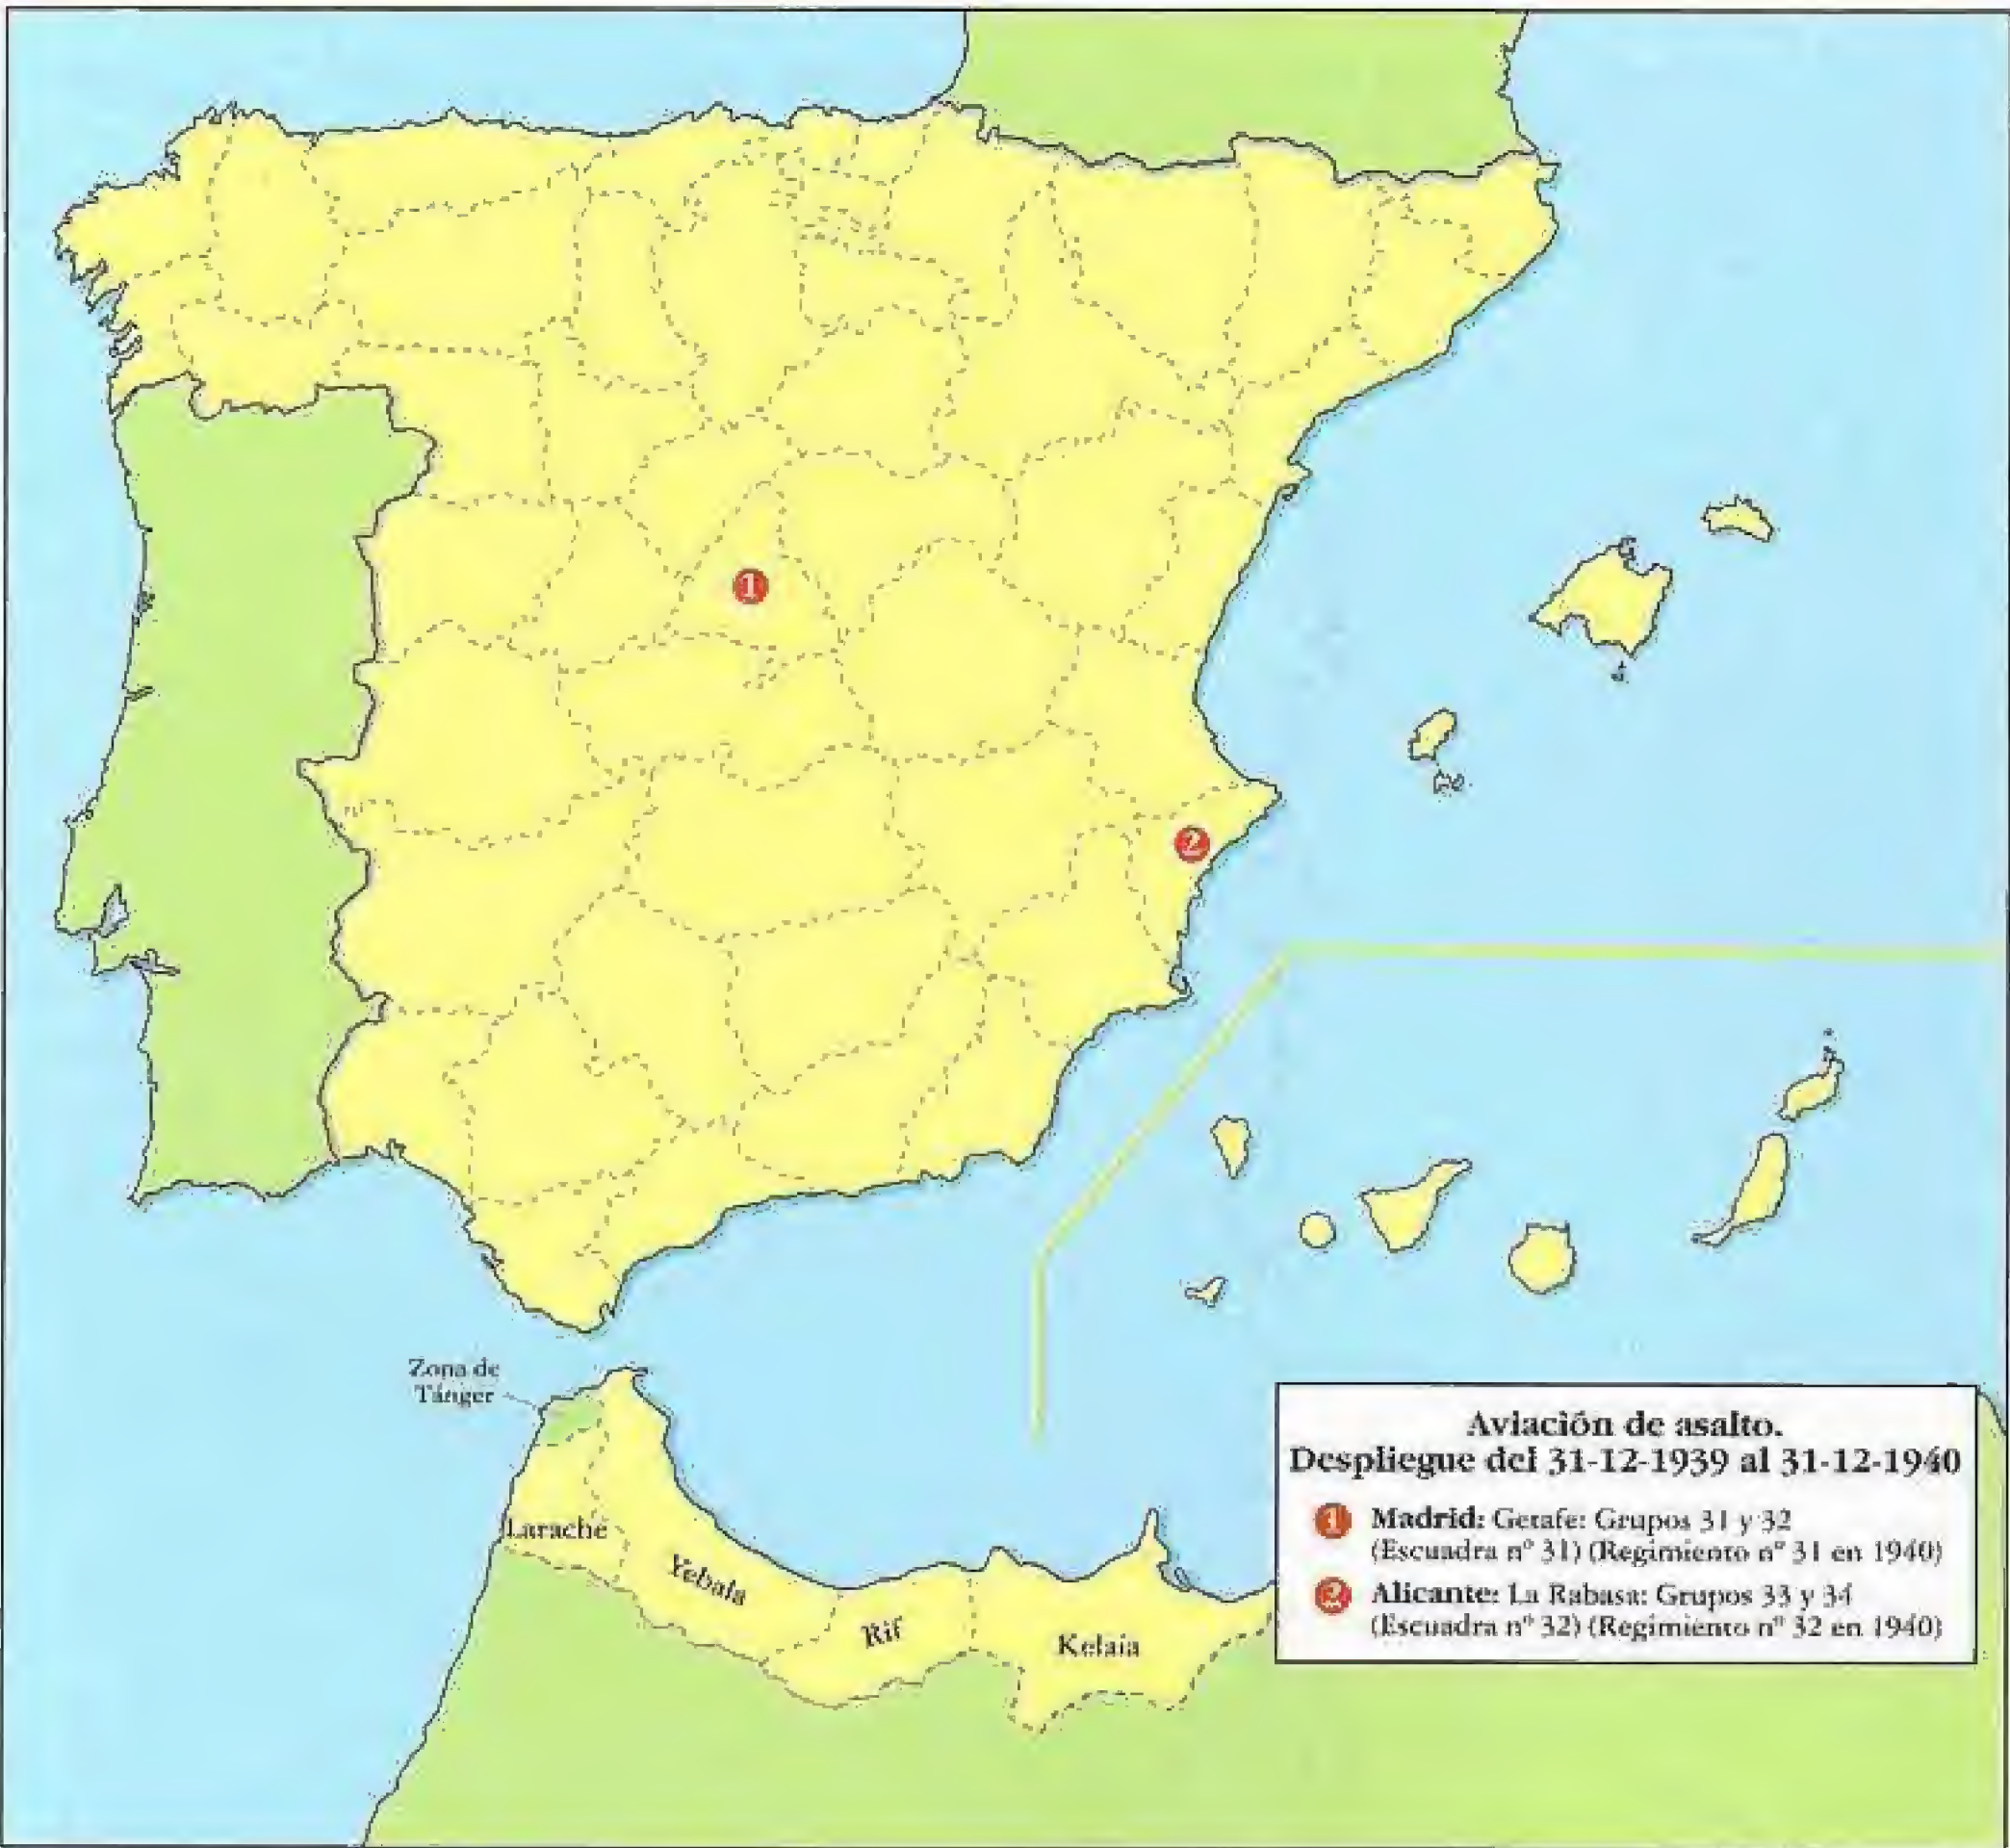 1
2
Zona de
Tánger
Larache
Yebala
Rif
Kelaia
Aviación de asalto.
Despliegue del 31-12-1939 al 31-12-1940
1 Madrid: Getafe: Grupos 31 y 32
(Escuadra nº 31) (Regimiento nº 31 en 1940)
2 Alicante: La Rabasa: Grupos 33 y 34
(Escuadra nº 32) (Regimiento nº 32 en 1940)